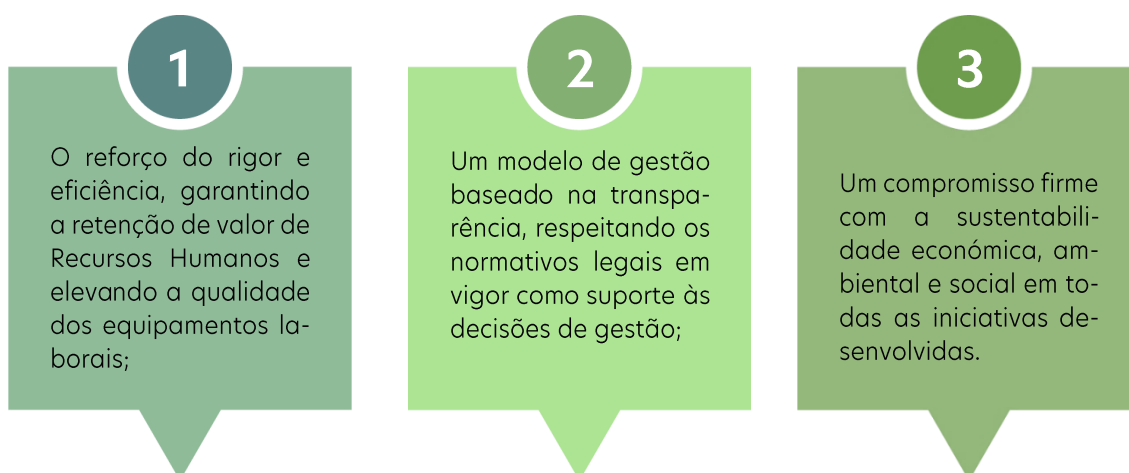 1
O reforço do rigor e
eficiência, garantindo
a retenção de valor de
Recursos Humanos e
elevando a qualidade
dos equipamentos la-
borais;
2
Um modelo de gestão
baseado na transpa-
rência, respeitando os
normativos legais em
vigor como suporte às
decisões de gestão;
3
Um compromisso firme
com a sustentabili-
dade económica, am-
biental e social em to-
das as iniciativas de-
senvolvidas.